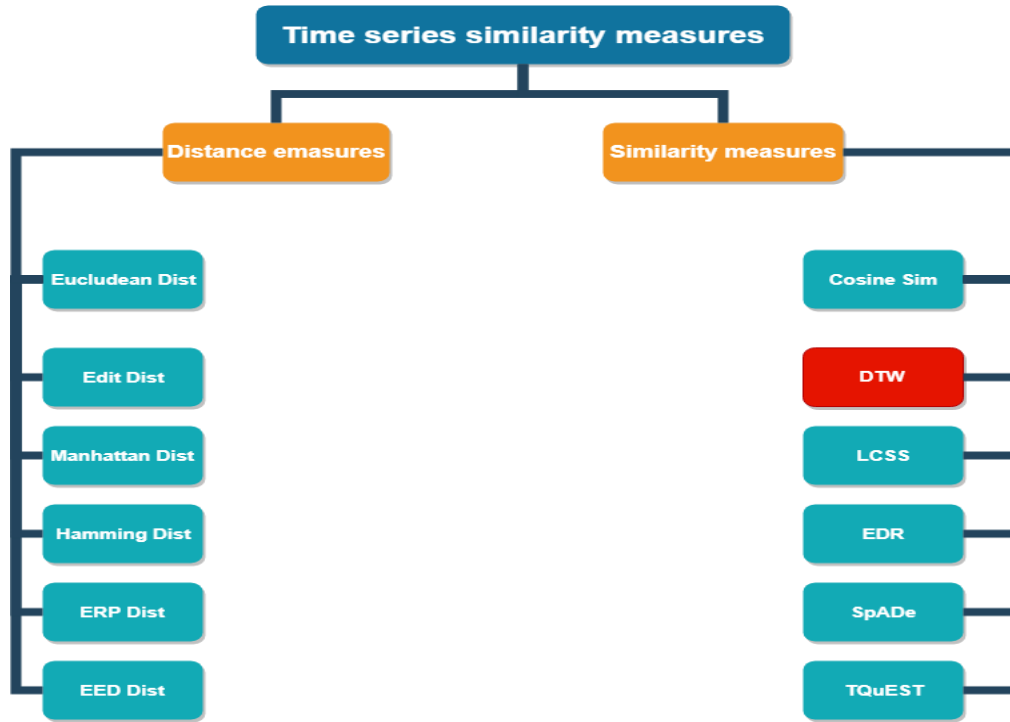 Time series similarity measures
Distance emasures
Similarity measures
Eucludean Dist
Cosine Sim
Edit Dist
DTW
Manhattan Dist
LCSS
Hamming Dist
EDR
ERP Dist
SpADe
EED Dist
TQuEST